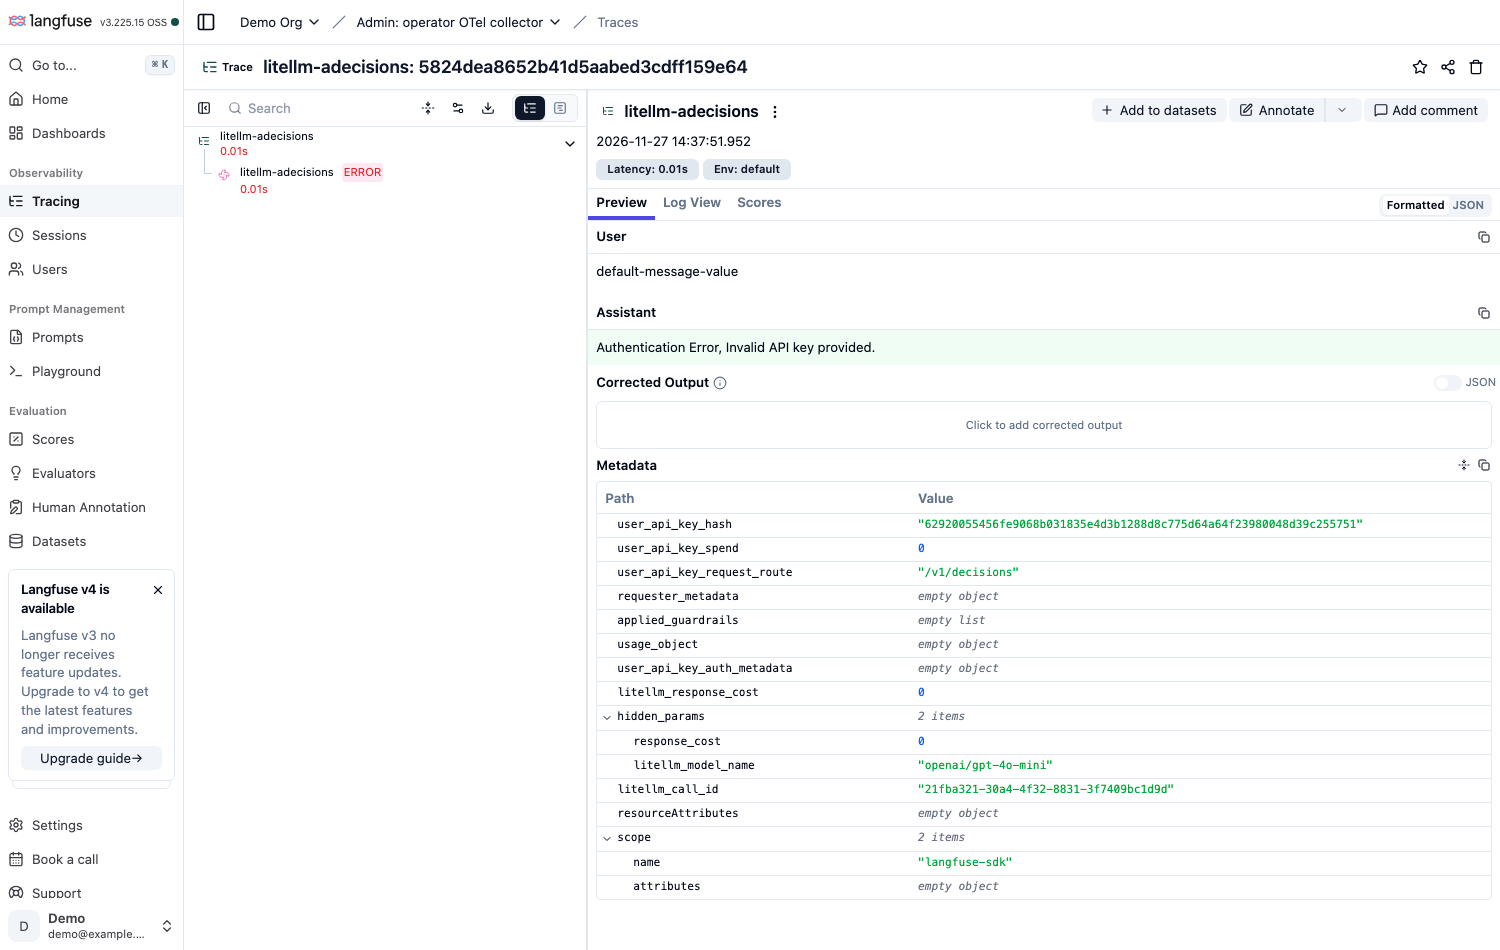 langfuse v3.225.15 OSS
Demo Org / Admin: operator OTel collector / Traces
Go to... ⌘ K
Home
Dashboards
Observability
Tracing
Sessions
Users
Prompt Management
Prompts
Playground
Evaluation
Scores
Evaluators
Human Annotation
Datasets
Langfuse v4 is
available
Langfuse v3 no
longer receives
feature updates.
Upgrade to v4 to get
the latest features
and improvements.
Upgrade guide→
Settings
Book a call
Support
D
Demo
demo@example....
Trace litellm-adecisions: 5824dea8652b41d5aabed3cdff159e64
Search
litellm-adecisions
0.01s
litellm-adecisions ERROR
0.01s
litellm-adecisions
Add to datasets
Annotate
Add comment
2026-11-27 14:37:51.952
Latency: 0.01s Env: default
Preview Log View Scores
Formatted JSON
User
default-message-value
Assistant
Authentication Error, Invalid API key provided.
Corrected Output
JSON
Click to add corrected output
Metadata
Path Value
user_api_key_hash "62920055456fe9068b031835e4d3b1288d8c775d64a64f23980048d39c255751"
user_api_key_spend 0
user_api_key_request_route "/v1/decisions"
requester_metadata empty object
applied_guardrails empty list
usage_object empty object
user_api_key_auth_metadata empty object
litellm_response_cost 0
hidden_params 2 items
response_cost 0
litellm_model_name "openai/gpt-4o-mini"
litellm_call_id "21fba321-30a4-4f32-8831-3f7409bc1d9d"
resourceAttributes empty object
scope 2 items
name "langfuse-sdk"
attributes empty object